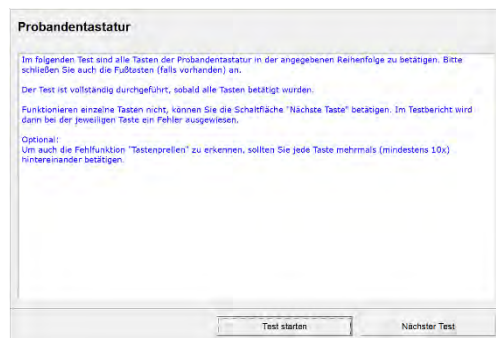 Probandentastatur
Im folgenden Test sind alle Tasten der Probandentastatur in der angegebenen Reihenfolge zu betätigen. Bitte
schließen Sie auch die Fußtasten (falls vorhanden) an.
Der Test ist vollständig durchgeführt, sobald alle Tasten betätigt wurden.
Funktionieren einzelne Tasten nicht, können Sie die Schaltfläche "Nächste Taste" betätigen. Im Testbericht wird
dann bei der jeweiligen Taste ein Fehler ausgewiesen.
Optional:
Um auch die Fehlfunktion "Tastenprellen" zu erkennen, sollten Sie jede Taste mehrmals (mindestens 10x)
hintereinander betätigen.
Test starten
Nächster Test